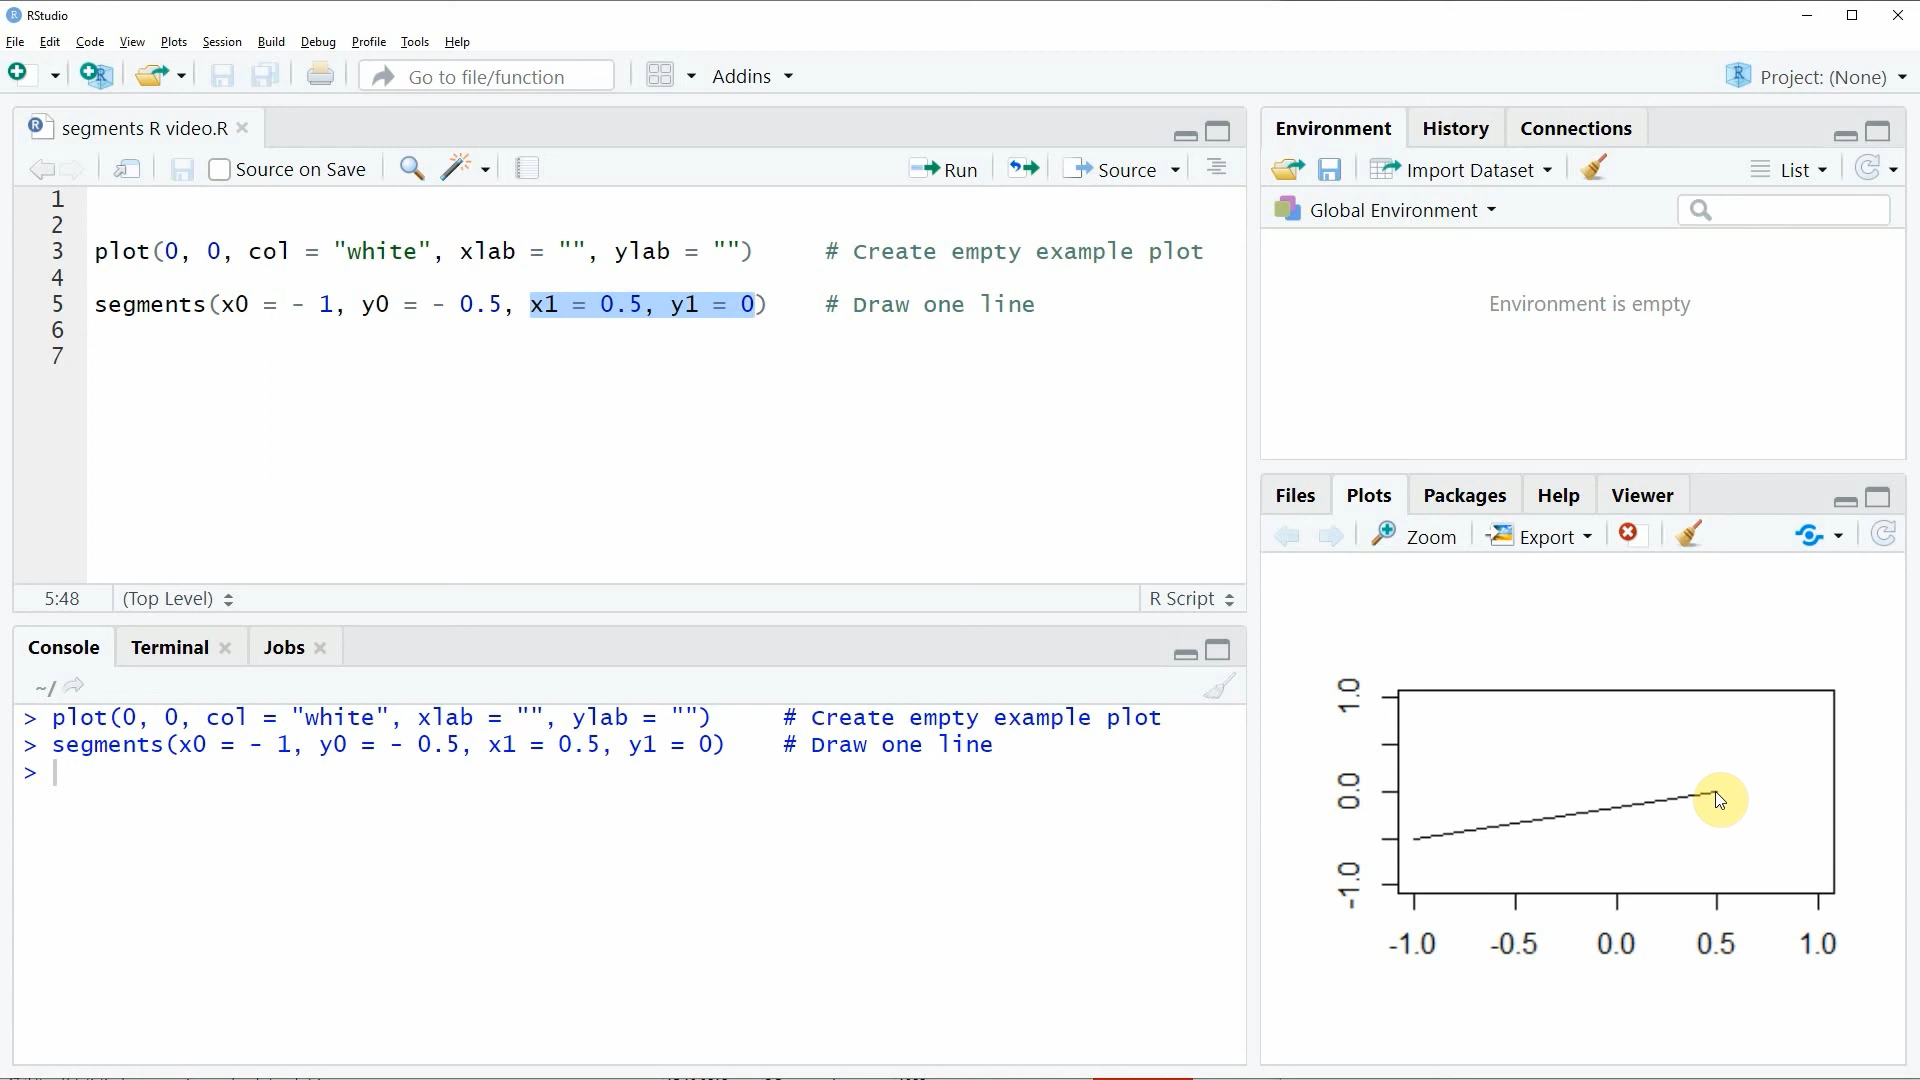 RStudio
File Edit Code View Plots Session Build Debug Profile Tools Help
Go to file/function Addins Project: (None)
segments R video.R
Source on Save Run Source
1
2
3 plot(0, 0, col = "white", xlab = "", ylab = "") # Create empty example plot
4
5 segments(x0 = - 1, y0 = - 0.5, x1 = 0.5, y1 = 0) # Draw one line
6
7
5:48 (Top Level) R Script
Console Terminal Jobs
~/
> plot(0, 0, col = "white", xlab = "", ylab = "") # Create empty example plot
> segments(x0 = - 1, y0 = - 0.5, x1 = 0.5, y1 = 0) # Draw one line
>
Environment History Connections
Import Dataset List
Global Environment
Environment is empty
Files Plots Packages Help Viewer
Zoom Export
1.0
0.0
-1.0
-1.0 -0.5 0.0 0.5 1.0